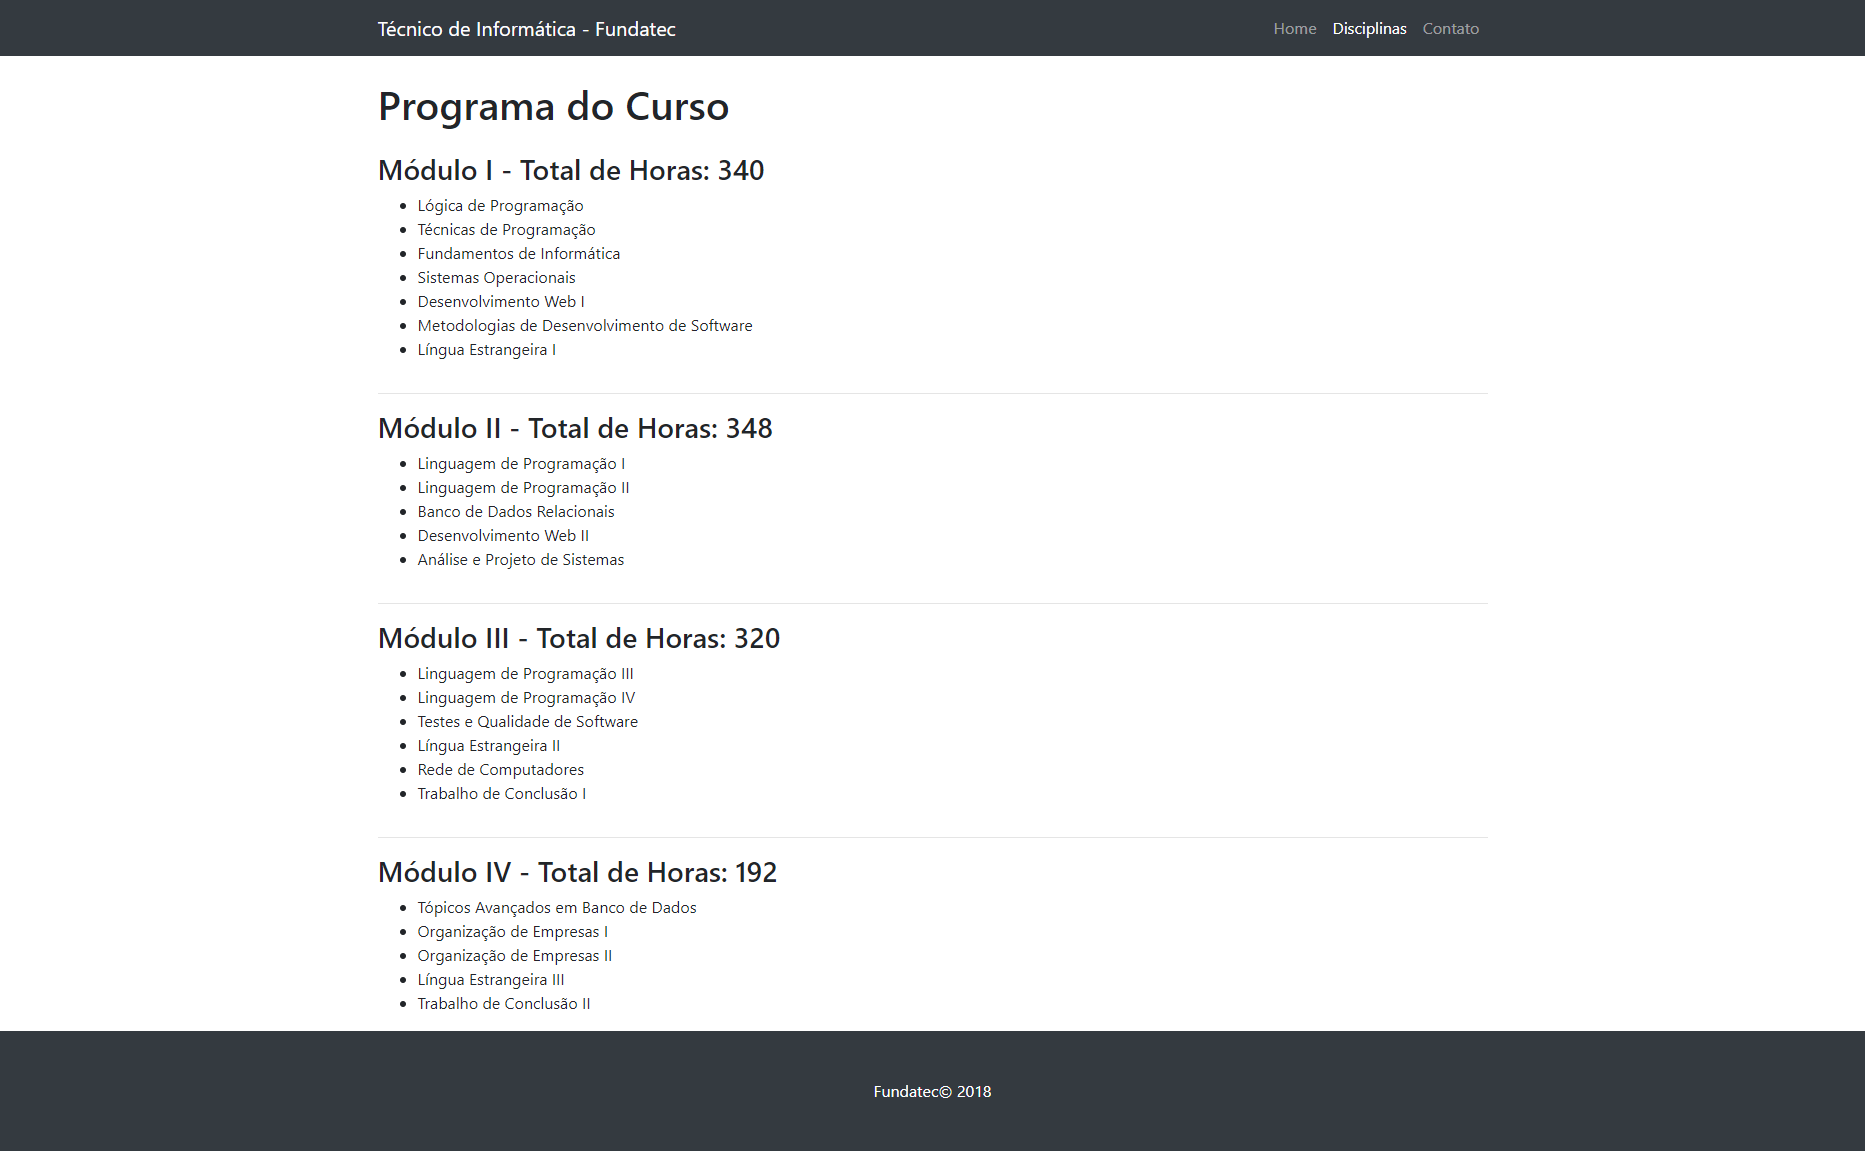 Técnico de Informática - Fundatec
Home Disciplinas Contato
Programa do Curso
Módulo I - Total de Horas: 340
Lógica de Programação
Técnicas de Programação
Fundamentos de Informática
Sistemas Operacionais
Desenvolvimento Web I
Metodologias de Desenvolvimento de Software
Língua Estrangeira I
Módulo II - Total de Horas: 348
Linguagem de Programação I
Linguagem de Programação II
Banco de Dados Relacionais
Desenvolvimento Web II
Análise e Projeto de Sistemas
Módulo III - Total de Horas: 320
Linguagem de Programação III
Linguagem de Programação IV
Testes e Qualidade de Software
Língua Estrangeira II
Rede de Computadores
Trabalho de Conclusão I
Módulo IV - Total de Horas: 192
Tópicos Avançados em Banco de Dados
Organização de Empresas I
Organização de Empresas II
Língua Estrangeira III
Trabalho de Conclusão II
Fundatec© 2018